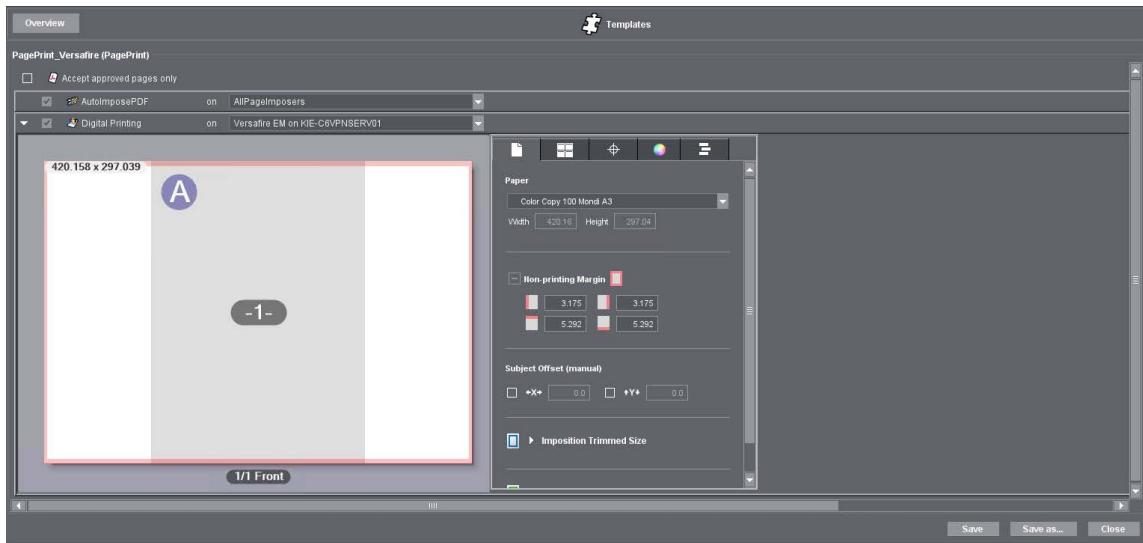 Overview
Templates
PagePrint_Versafire (PagePrint)
Accept approved pages only
AutoImposePDF on AllPageImposers
Digital Printing on Versafire EM on KIE-C6VPNSERV01
420.158 x 297.039
A
-1-
1/1 Front
Paper
Color Copy 100 Mondi A3
Width 420.16 Height 297.04
Non-printing Margin
3.175 3.175
5.292 5.292
Subject Offset (manual)
X 0.0 Y 0.0
Imposition Trimmed Size
Save Save as... Close